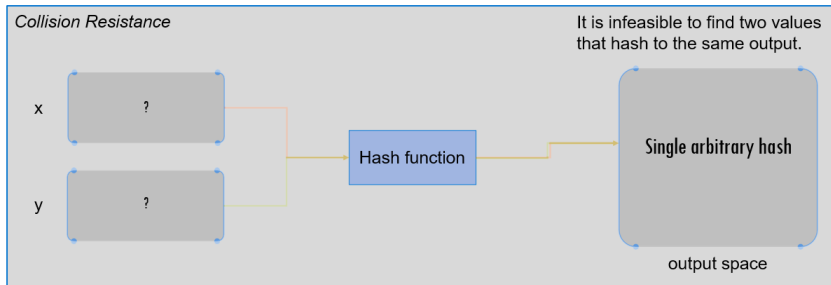 Collision Resistance
It is infeasible to find two values
that hash to the same output.
x
?
Hash function
Single arbitrary hash
y
?
output space